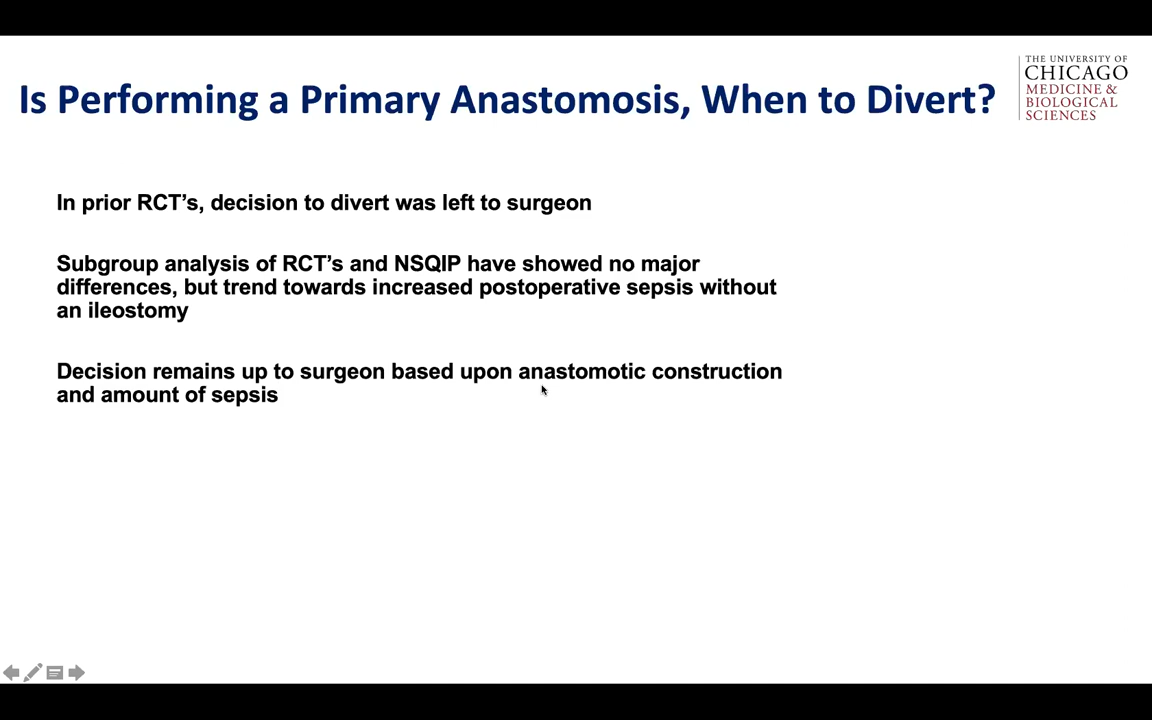 Is Performing a Primary Anastomosis, When to Divert?
THE UNIVERSITY OF
CHICAGO
MEDICINE &
BIOLOGICAL
SCIENCES
In prior RCT's, decision to divert was left to surgeon
Subgroup analysis of RCT's and NSQIP have showed no major
differences, but trend towards increased postoperative sepsis without
an ileostomy
Decision remains up to surgeon based upon anastomotic construction
and amount of sepsis